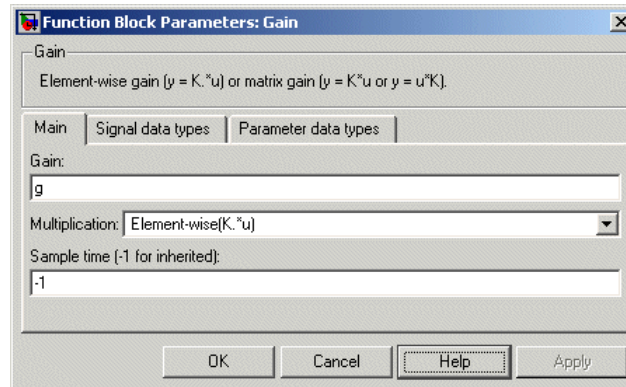 Function Block Parameters: Gain
Gain
Element-wise gain (y = K.*u) or matrix gain (y = K*u or y = u*K).
Main Signal data types Parameter data types
Gain:
g
Multiplication: Element-wise(K.*u)
Sample time (-1 for inherited):
-1
OK Cancel Help Apply